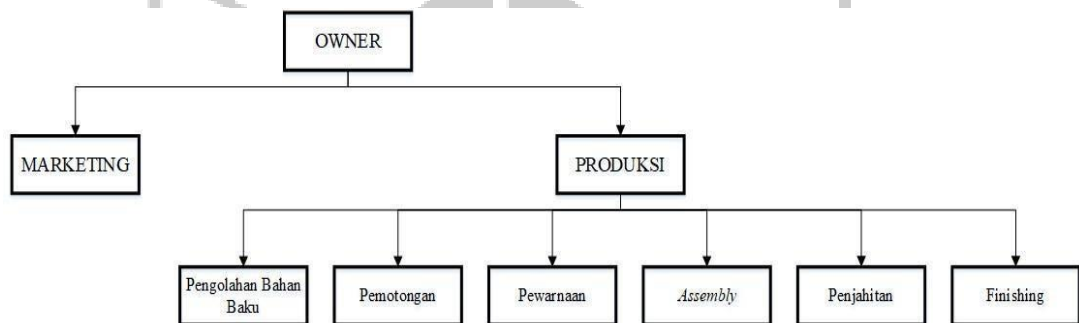 OWNER
MARKETING
PRODUKSI
Pengolahan Bahan
Baku
Pemotongan
Pewarnaan
Assembly
Penjahitan
Finishing